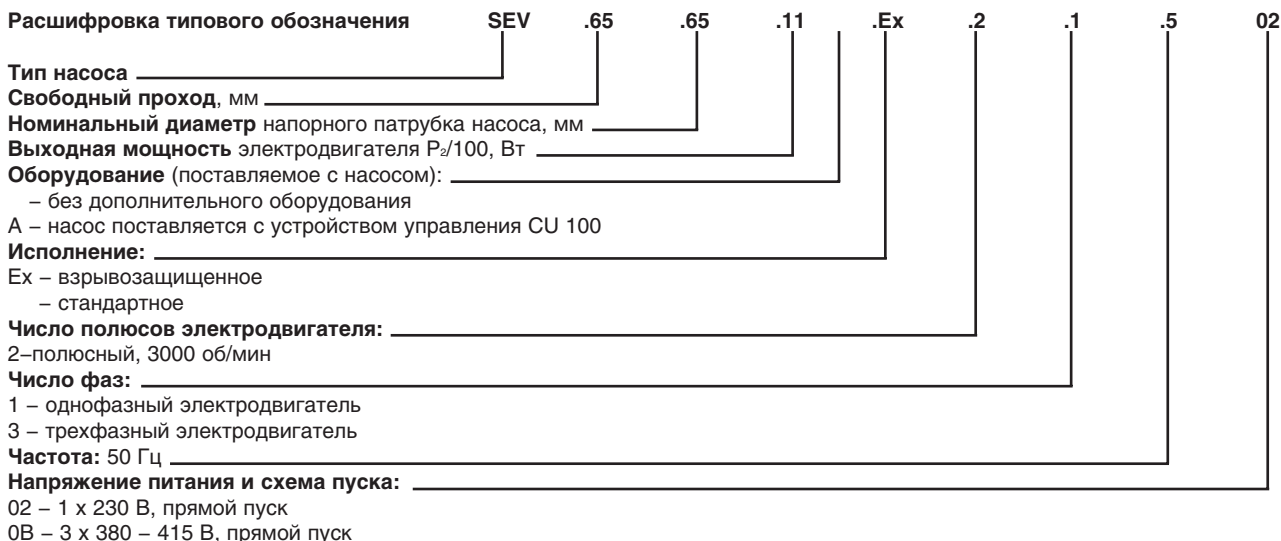 Расшифровка типового обозначения SEV .65 .65 .11 .Ex .2 .1 .5 02
Тип насоса
Свободный проход, мм
Номинальный диаметр напорного патрубка насоса, мм
Выходная мощность электродвигателя P₂/100, Вт
Оборудование (поставляемое с насосом):
– без дополнительного оборудования
А – насос поставляется с устройством управления CU 100
Исполнение:
Ex – взрывозащищенное
– стандартное
Число полюсов электродвигателя:
2–полюсный, 3000 об/мин
Число фаз:
1 – однофазный электродвигатель
3 – трехфазный электродвигатель
Частота: 50 Гц
Напряжение питания и схема пуска:
02 – 1 x 230 В, прямой пуск
0B – 3 x 380 – 415 В, прямой пуск